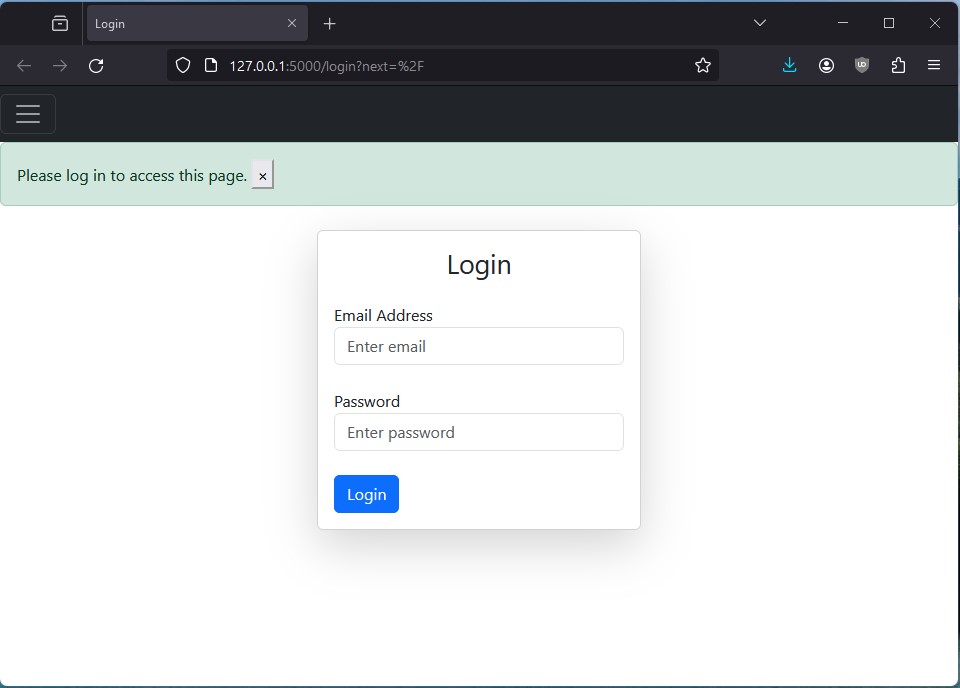 Login
127.0.0.1:5000/login?next=%2F
Please log in to access this page. ×
Login
Email Address
Enter email
Password
Enter password
Login